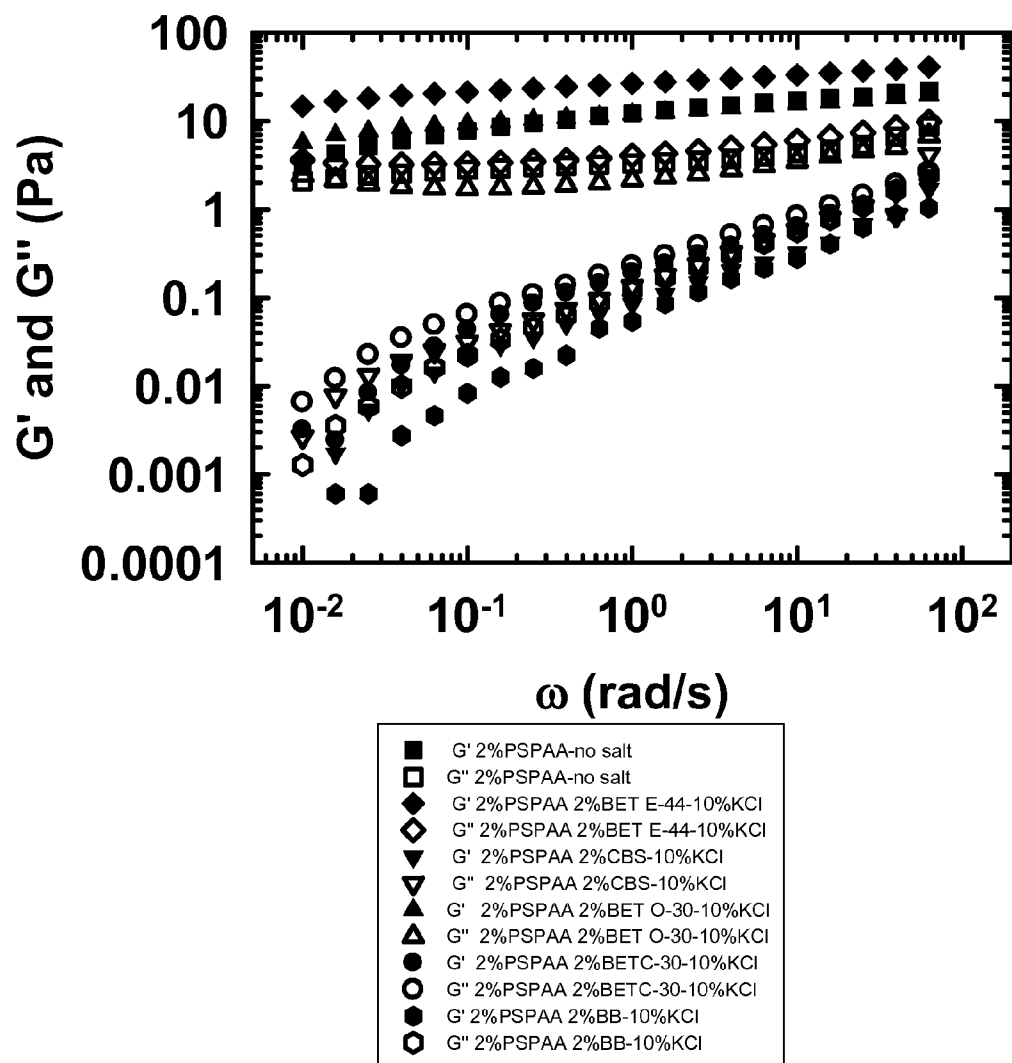 G' and G'' (Pa)
100
10
1
0.1
0.01
0.001
0.0001
10⁻² 10⁻¹ 10⁰ 10¹ 10²
ω (rad/s)
G' 2%PSPAA-no salt
G'' 2%PSPAA-no salt
G' 2%PSPAA 2%BET E-44-10%KCl
G'' 2%PSPAA 2%BET E-44-10%KCl
G' 2%PSPAA 2%CBS-10%KCl
G'' 2%PSPAA 2%CBS-10%KCl
G' 2%PSPAA 2%BET O-30-10%KCl
G'' 2%PSPAA 2%BET O-30-10%KCl
G' 2%PSPAA 2%BETC-30-10%KCl
G'' 2%PSPAA 2%BETC-30-10%KCl
G' 2%PSPAA 2%BB-10%KCl
G'' 2%PSPAA 2%BB-10%KCl